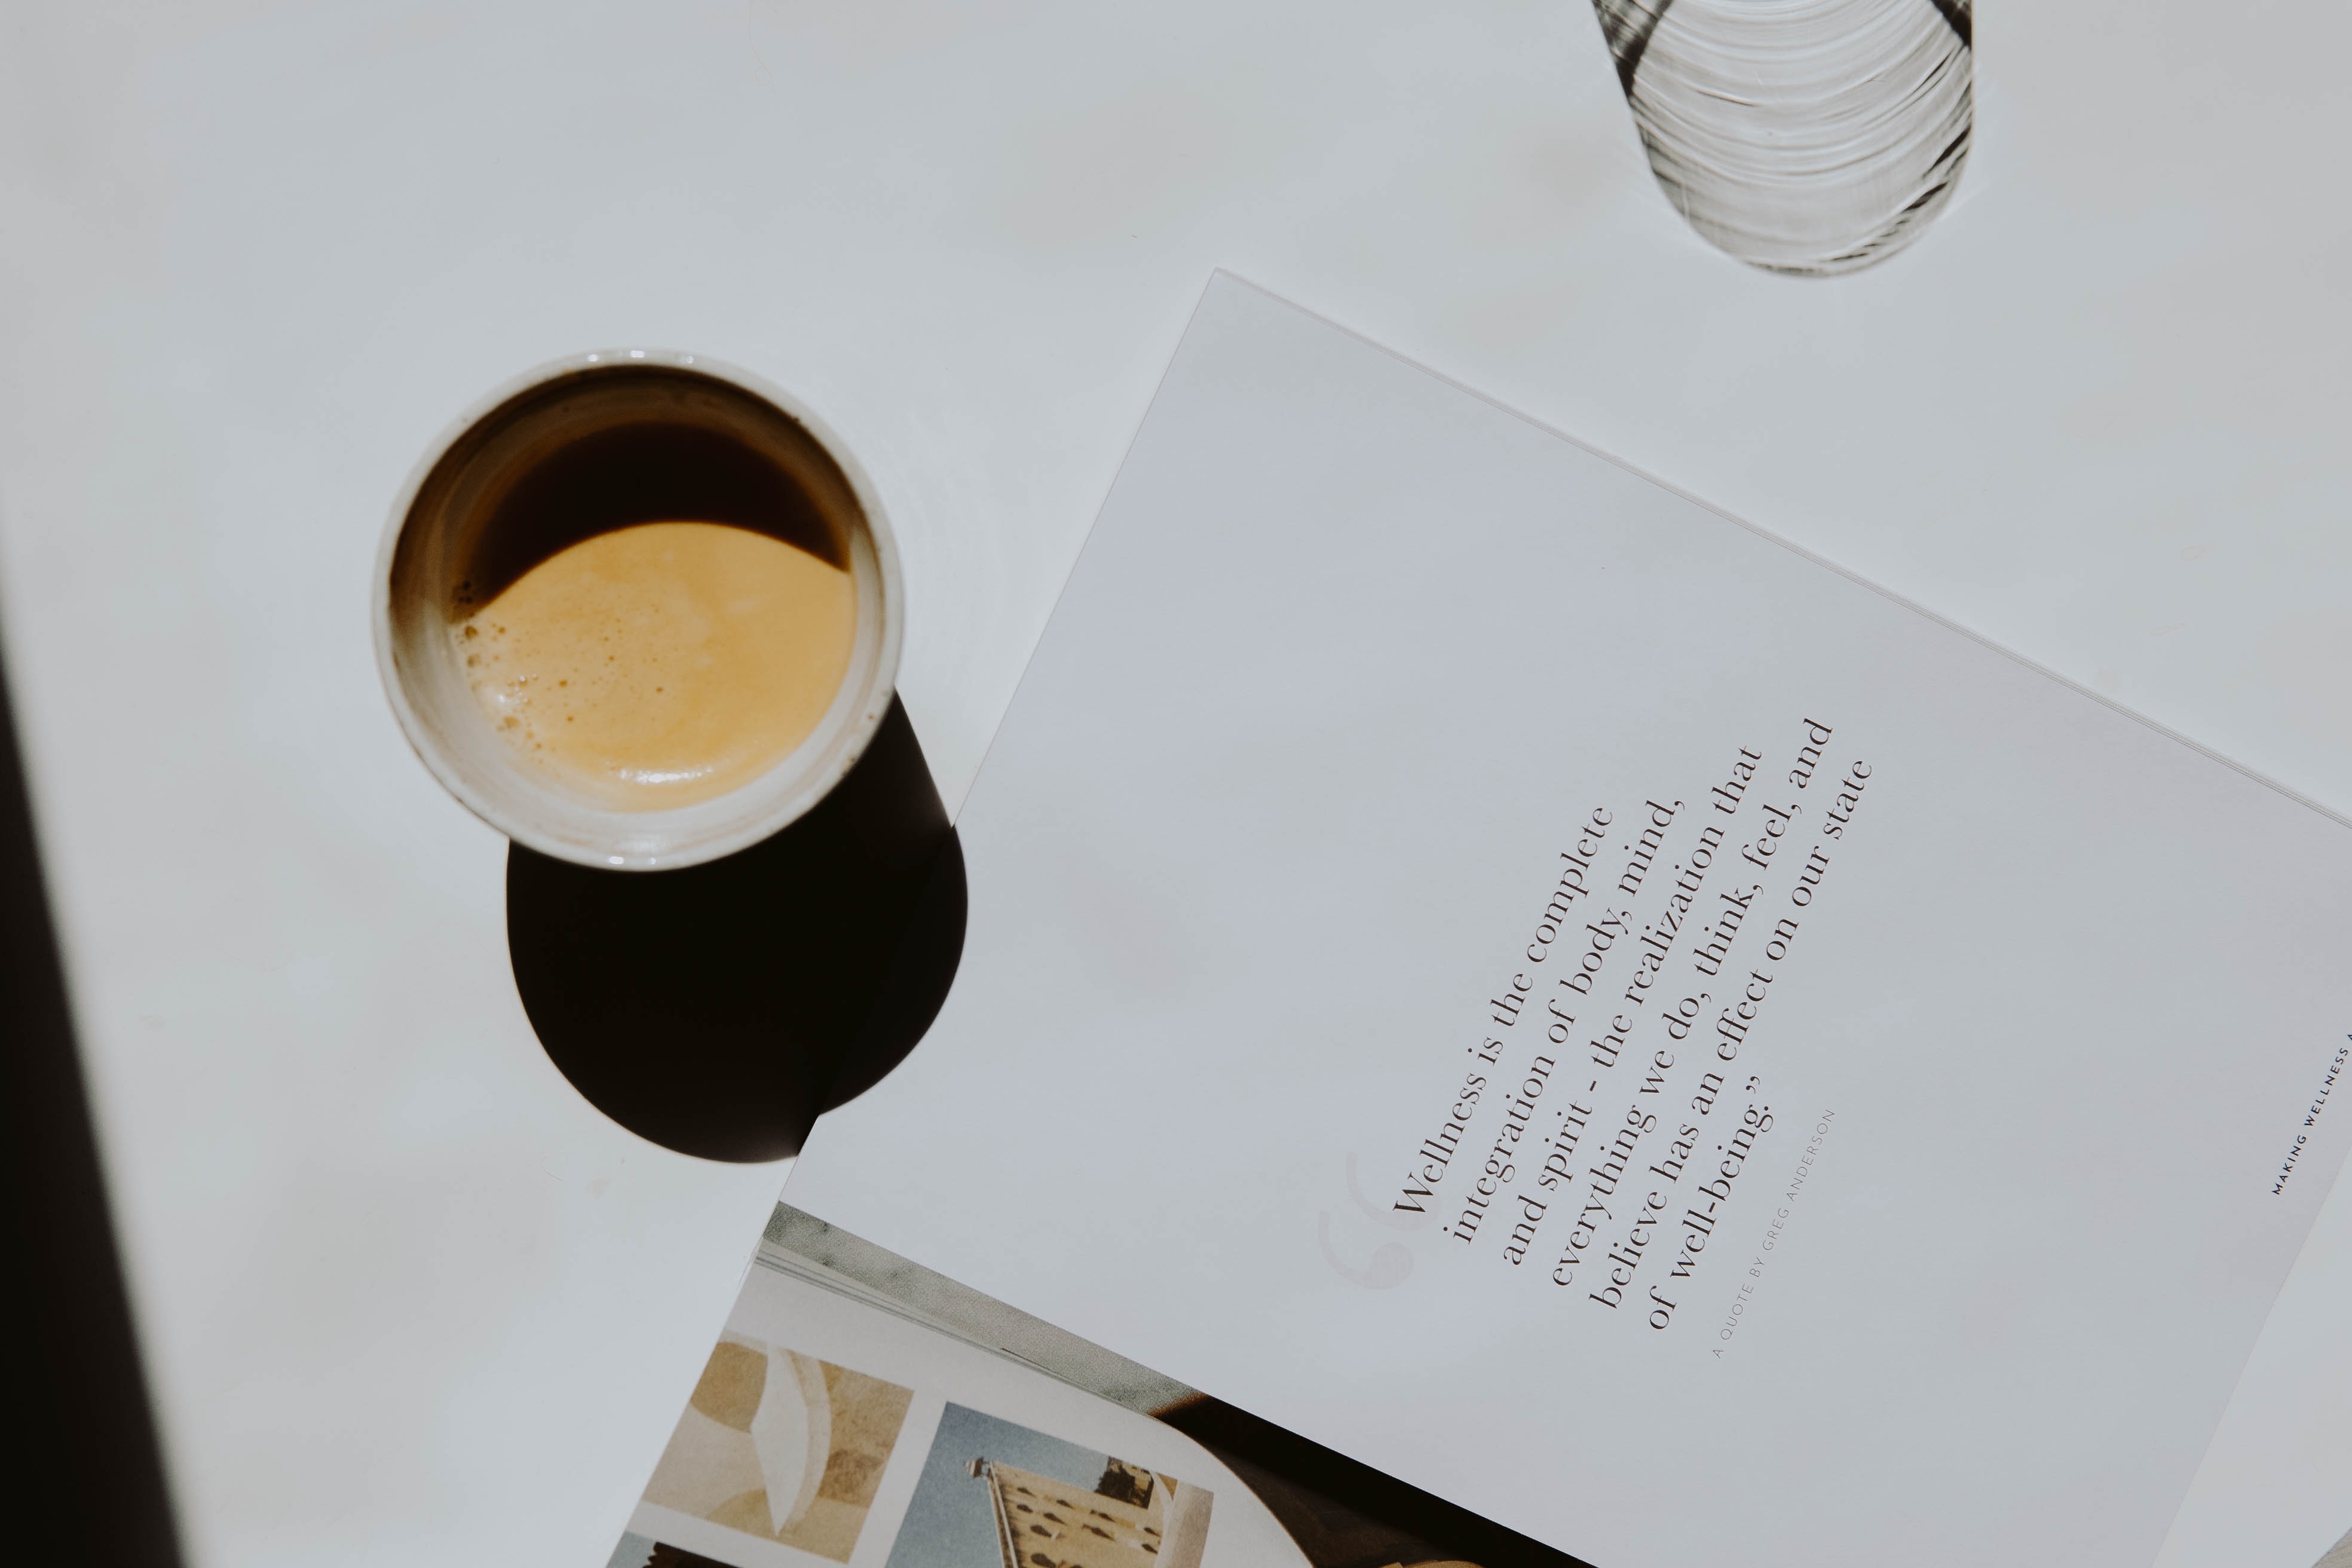 “
Wellness is the complete
integration of body, mind,
and spirit - the realization that
everything we do, think, feel, and
believe has an effect on our state
of well-being.”
A QUOTE BY GREG ANDERSON
MAKING WELLNESS